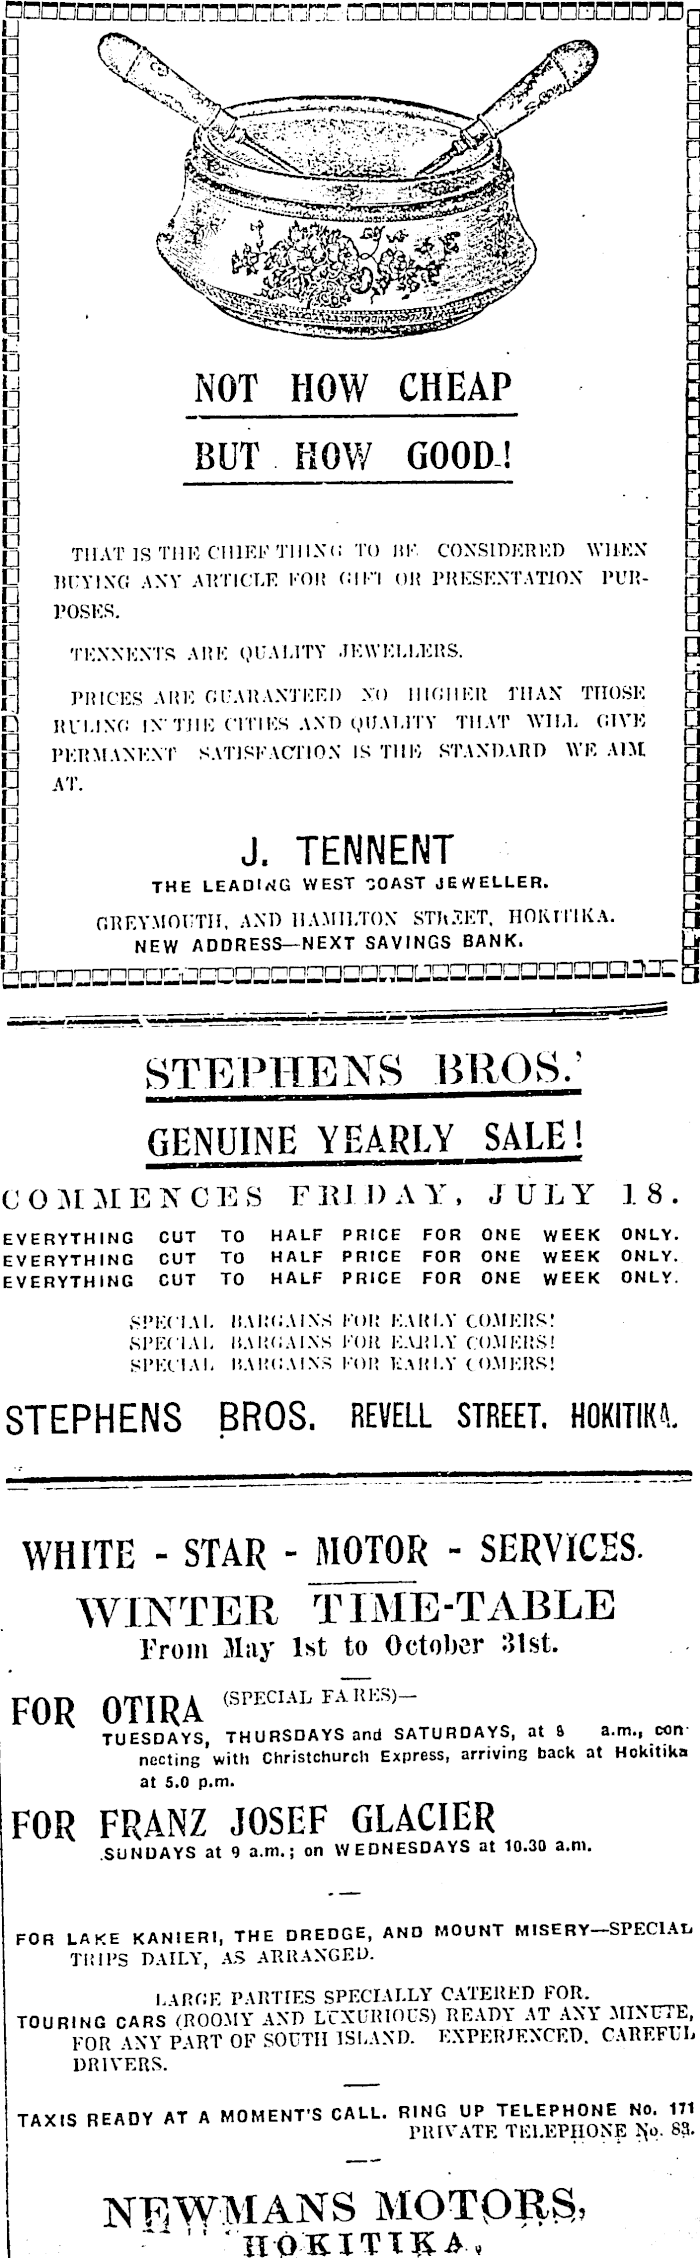 NOT HOW CHEAP
BUT HOW GOOD!
THAT IS THE CHIEF THING TO BE CONSIDERED WHEN
BUYING ANY ARTICLE FOR GIFT OR PRESENTATION PUR-
POSES.
TENNENTS ARE QUALITY JEWELLERS.
PRICES ARE GUARANTEED NO HIGHER THAN THOSE
RULING IN THE CITIES AND QUALITY THAT WILL GIVE
PERMANENT SATISFACTION IS THE STANDARD WE AIM
AT.
J. TENNENT
THE LEADING WEST COAST JEWELLER.
GREYMOUTH, AND HAMILTON STREET, HOKITIKA.
NEW ADDRESS—NEXT SAVINGS BANK.
STEPHENS BROS.'
GENUINE YEARLY SALE!
COMMENCES FRIDAY, JULY 18.
EVERYTHING CUT TO HALF PRICE FOR ONE WEEK ONLY.
EVERYTHING CUT TO HALF PRICE FOR ONE WEEK ONLY.
EVERYTHING CUT TO HALF PRICE FOR ONE WEEK ONLY.
SPECIAL BARGAINS FOR EARLY COMERS!
SPECIAL BARGAINS FOR EARLY COMERS!
SPECIAL BARGAINS FOR EARLY COMERS!
STEPHENS BROS. REVELL STREET, HOKITIKA.
WHITE - STAR - MOTOR - SERVICES.
WINTER TIME-TABLE
From May 1st to October 31st.
FOR OTIRA (SPECIAL FARES)—
TUESDAYS, THURSDAYS and SATURDAYS, at 8 a.m., con-
necting with Christchurch Express, arriving back at Hokitika
at 5.0 p.m.
FOR FRANZ JOSEF GLACIER
SUNDAYS at 9 a.m.; on WEDNESDAYS at 10.30 a.m.
FOR LAKE KANIERI, THE DREDGE, AND MOUNT MISERY—SPECIAL
TRIPS DAILY, AS ARRANGED.
LARGE PARTIES SPECIALLY CATERED FOR.
TOURING CARS (ROOMY AND LUXURIOUS) READY AT ANY MINUTE,
FOR ANY PART OF SOUTH ISLAND. EXPERIENCED, CAREFUL
DRIVERS.
TAXIS READY AT A MOMENT'S CALL. RING UP TELEPHONE No. 171
PRIVATE TELEPHONE No. 83.
NEWMANS MOTORS,
HOKITIKA,